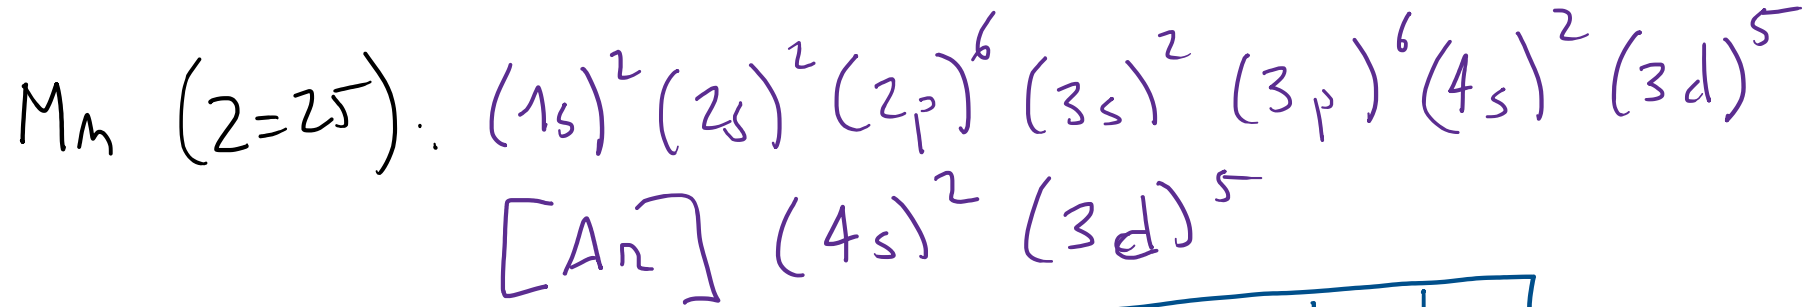 Mn (Z=25): (1s)² (2s)² (2p)⁶ (3s)² (3p)⁶ (4s)² (3d)⁵
[Ar] (4s)² (3d)⁵